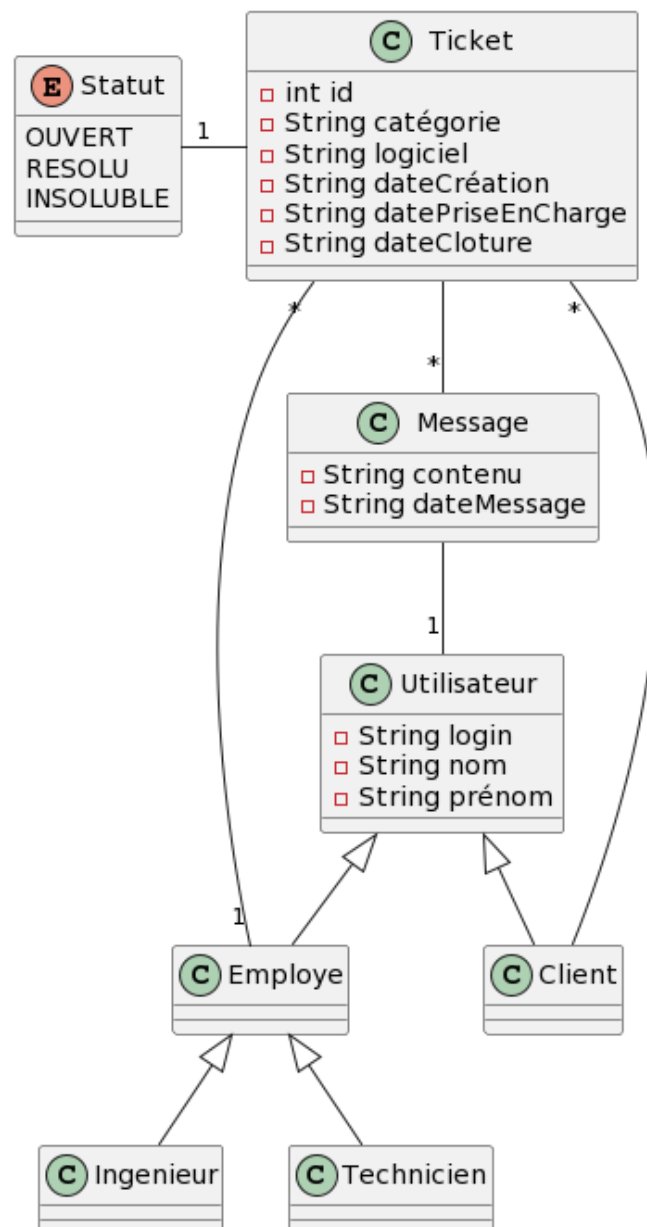 E Statut
OUVERT
RESOLU
INSOLUBLE
1
C Ticket
int id
String catégorie
String logiciel
String dateCréation
String datePriseEnCharge
String dateCloture
*
*
*
C Message
String contenu
String dateMessage
1
C Utilisateur
String login
String nom
String prénom
1
C Employe
C Client
C Ingenieur
C Technicien